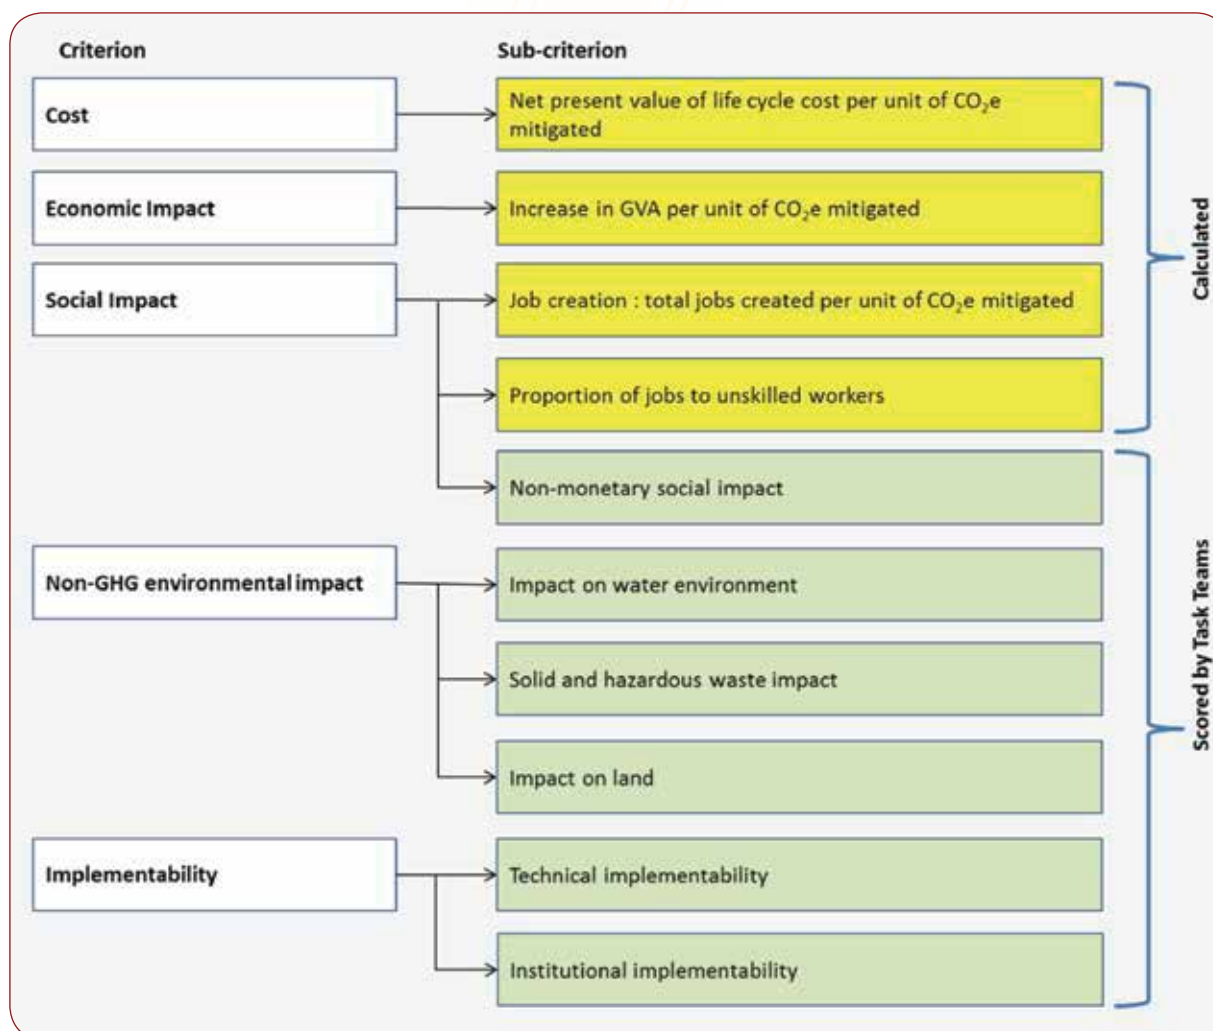 Criterion
Sub-criterion
Cost
Net present value of life cycle cost per unit of CO₂e
mitigated
Economic Impact
Increase in GVA per unit of CO₂e mitigated
Social Impact
Job creation : total jobs created per unit of CO₂e mitigated
Proportion of jobs to unskilled workers
Calculated
Non-monetary social impact
Non-GHG environmental impact
Impact on water environment
Solid and hazardous waste impact
Impact on land
Implementability
Technical implementability
Institutional implementability
Scored by Task Teams